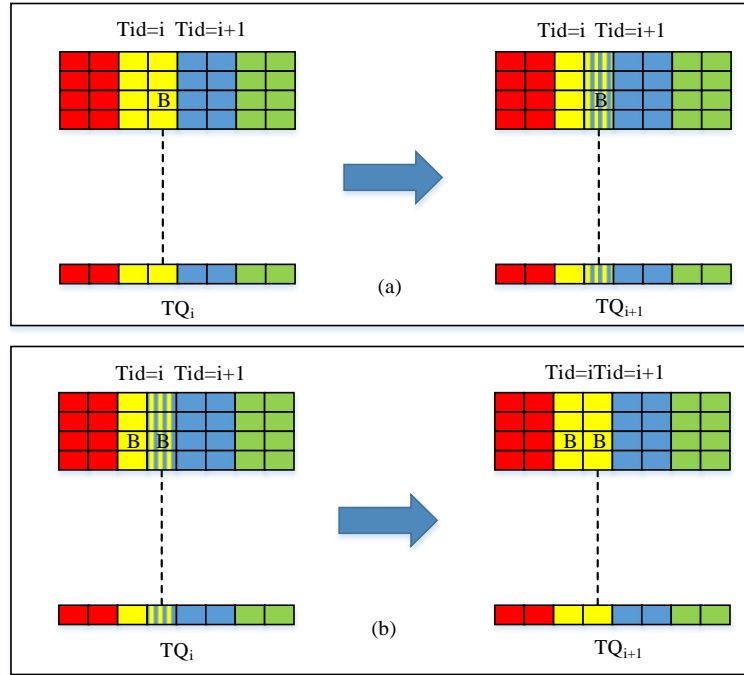 Tid=i Tid=i+1
Tid=i Tid=i+1
B
B
TQi
(a)
TQi+1
Tid=i Tid=i+1
Tid=iTid=i+1
B B
B B
TQi
(b)
TQi+1